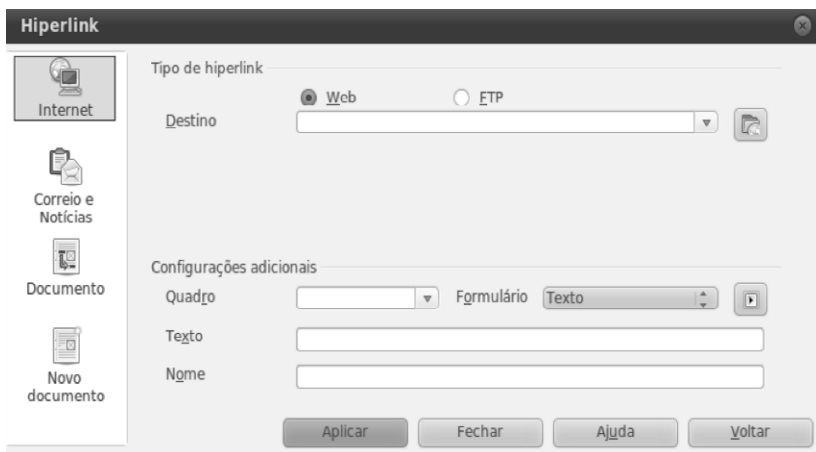 Hiperlink
Internet
Correio e
Notícias
Documento
Novo
documento
Tipo de hiperlink
Web
FTP
Destino
Configurações adicionais
Quadro
Formulário
Texto
Texto
Nome
Aplicar
Fechar
Ajuda
Voltar